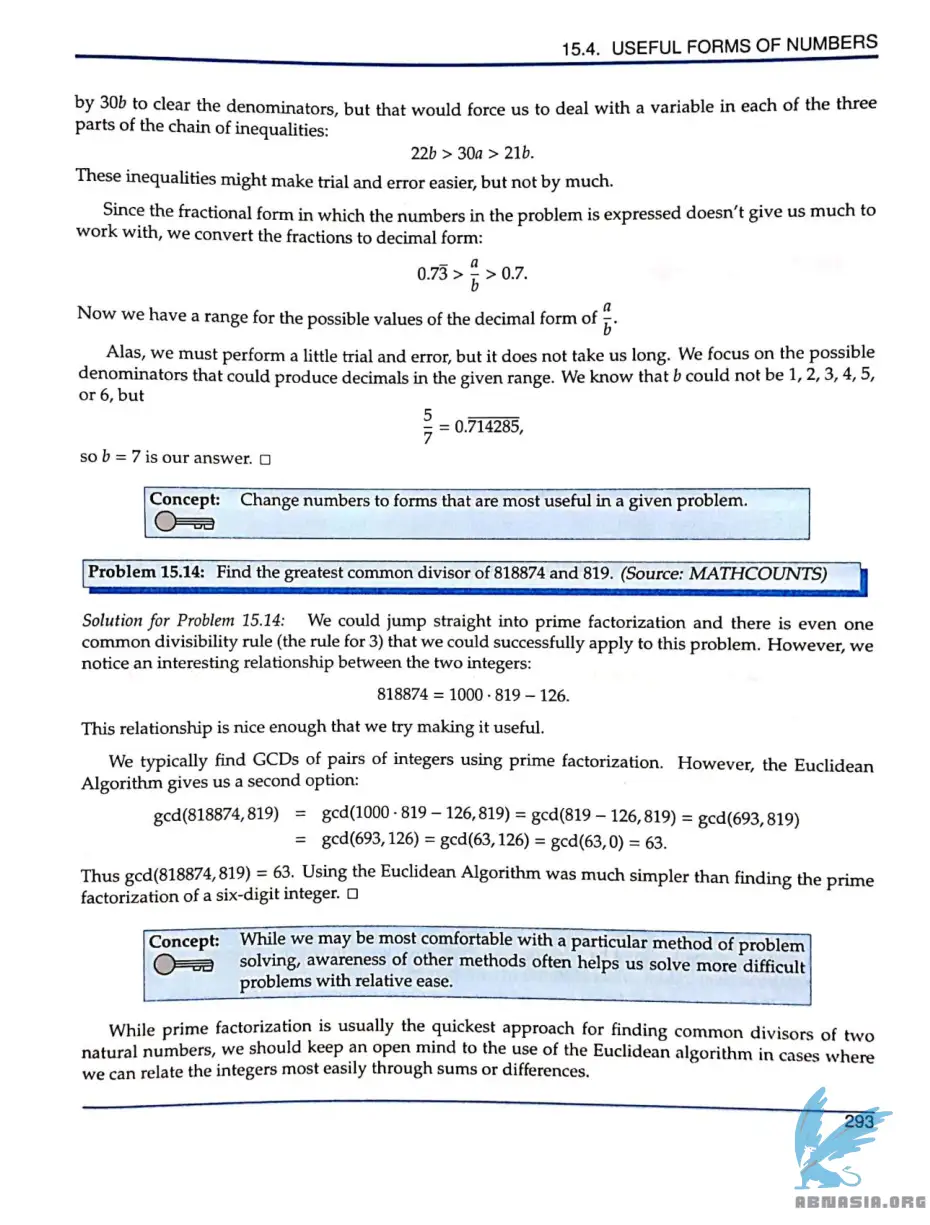 15.4. USEFUL FORMS OF NUMBERS
by 30b to clear the denominators, but that would force us to deal with a variable in each of the three
parts of the chain of inequalities:
22b > 30a > 21b.
These inequalities might make trial and error easier, but not by much.
Since the fractional form in which the numbers in the problem is expressed doesn't give us much to
work with, we convert the fractions to decimal form:
0.73̄ > a/b > 0.7.
Now we have a range for the possible values of the decimal form of a/b.
Alas, we must perform a little trial and error, but it does not take us long. We focus on the possible
denominators that could produce decimals in the given range. We know that b could not be 1, 2, 3, 4, 5,
or 6, but
5/7 = 0.7̅1̅4̅2̅8̅5̅,
so b = 7 is our answer. □
Concept: Change numbers to forms that are most useful in a given problem.
Problem 15.14: Find the greatest common divisor of 818874 and 819. (Source: MATHCOUNTS)
Solution for Problem 15.14: We could jump straight into prime factorization and there is even one
common divisibility rule (the rule for 3) that we could successfully apply to this problem. However, we
notice an interesting relationship between the two integers:
818874 = 1000 · 819 − 126.
This relationship is nice enough that we try making it useful.
We typically find GCDs of pairs of integers using prime factorization. However, the Euclidean
Algorithm gives us a second option:
gcd(818874, 819) = gcd(1000 · 819 − 126, 819) = gcd(819 − 126, 819) = gcd(693, 819)
= gcd(693, 126) = gcd(63, 126) = gcd(63, 0) = 63.
Thus gcd(818874, 819) = 63. Using the Euclidean Algorithm was much simpler than finding the prime
factorization of a six-digit integer. □
Concept: While we may be most comfortable with a particular method of problem
solving, awareness of other methods often helps us solve more difficult
problems with relative ease.
While prime factorization is usually the quickest approach for finding common divisors of two
natural numbers, we should keep an open mind to the use of the Euclidean algorithm in cases where
we can relate the integers most easily through sums or differences.
293
ABNASIA.ORG